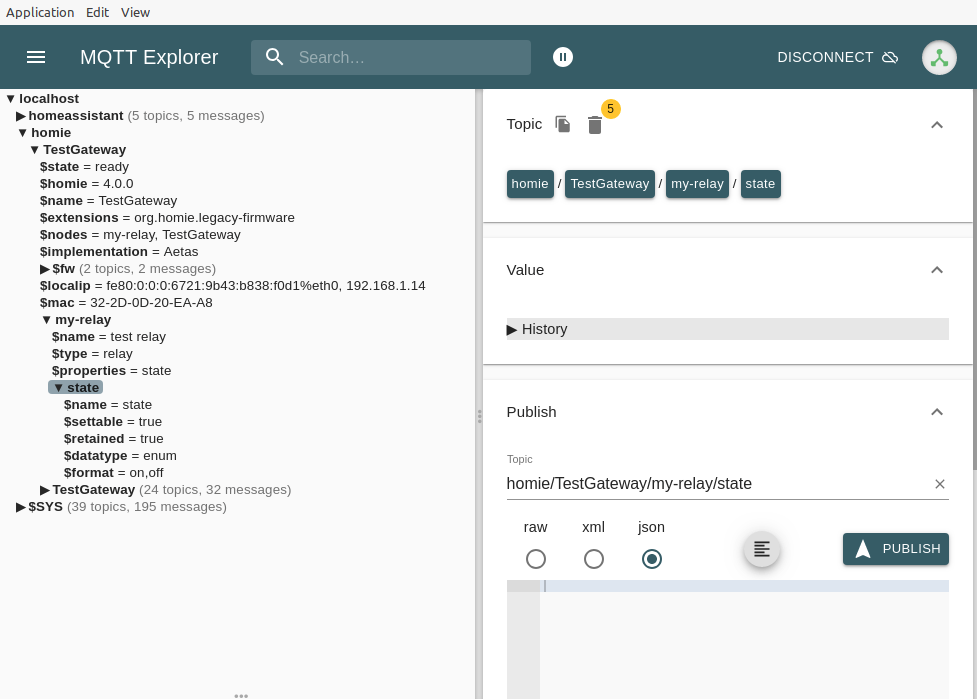 Application Edit View
MQTT Explorer Search… DISCONNECT
▼ localhost
▶ homeassistant (5 topics, 5 messages)
▼ homie
▼ TestGateway
$state = ready
$homie = 4.0.0
$name = TestGateway
$extensions = org.homie.legacy-firmware
$nodes = my-relay, TestGateway
$implementation = Aetas
▶ $fw (2 topics, 2 messages)
$localip = fe80:0:0:0:6721:9b43:b838:f0d1%eth0, 192.168.1.14
$mac = 32-2D-0D-20-EA-A8
▼ my-relay
$name = test relay
$type = relay
$properties = state
▼ state
$name = state
$settable = true
$retained = true
$datatype = enum
$format = on,off
▶ TestGateway (24 topics, 32 messages)
▶ $SYS (39 topics, 195 messages)
Topic 5
homie / TestGateway / my-relay / state
Value
▶ History
Publish
Topic
homie/TestGateway/my-relay/state
raw xml json
PUBLISH